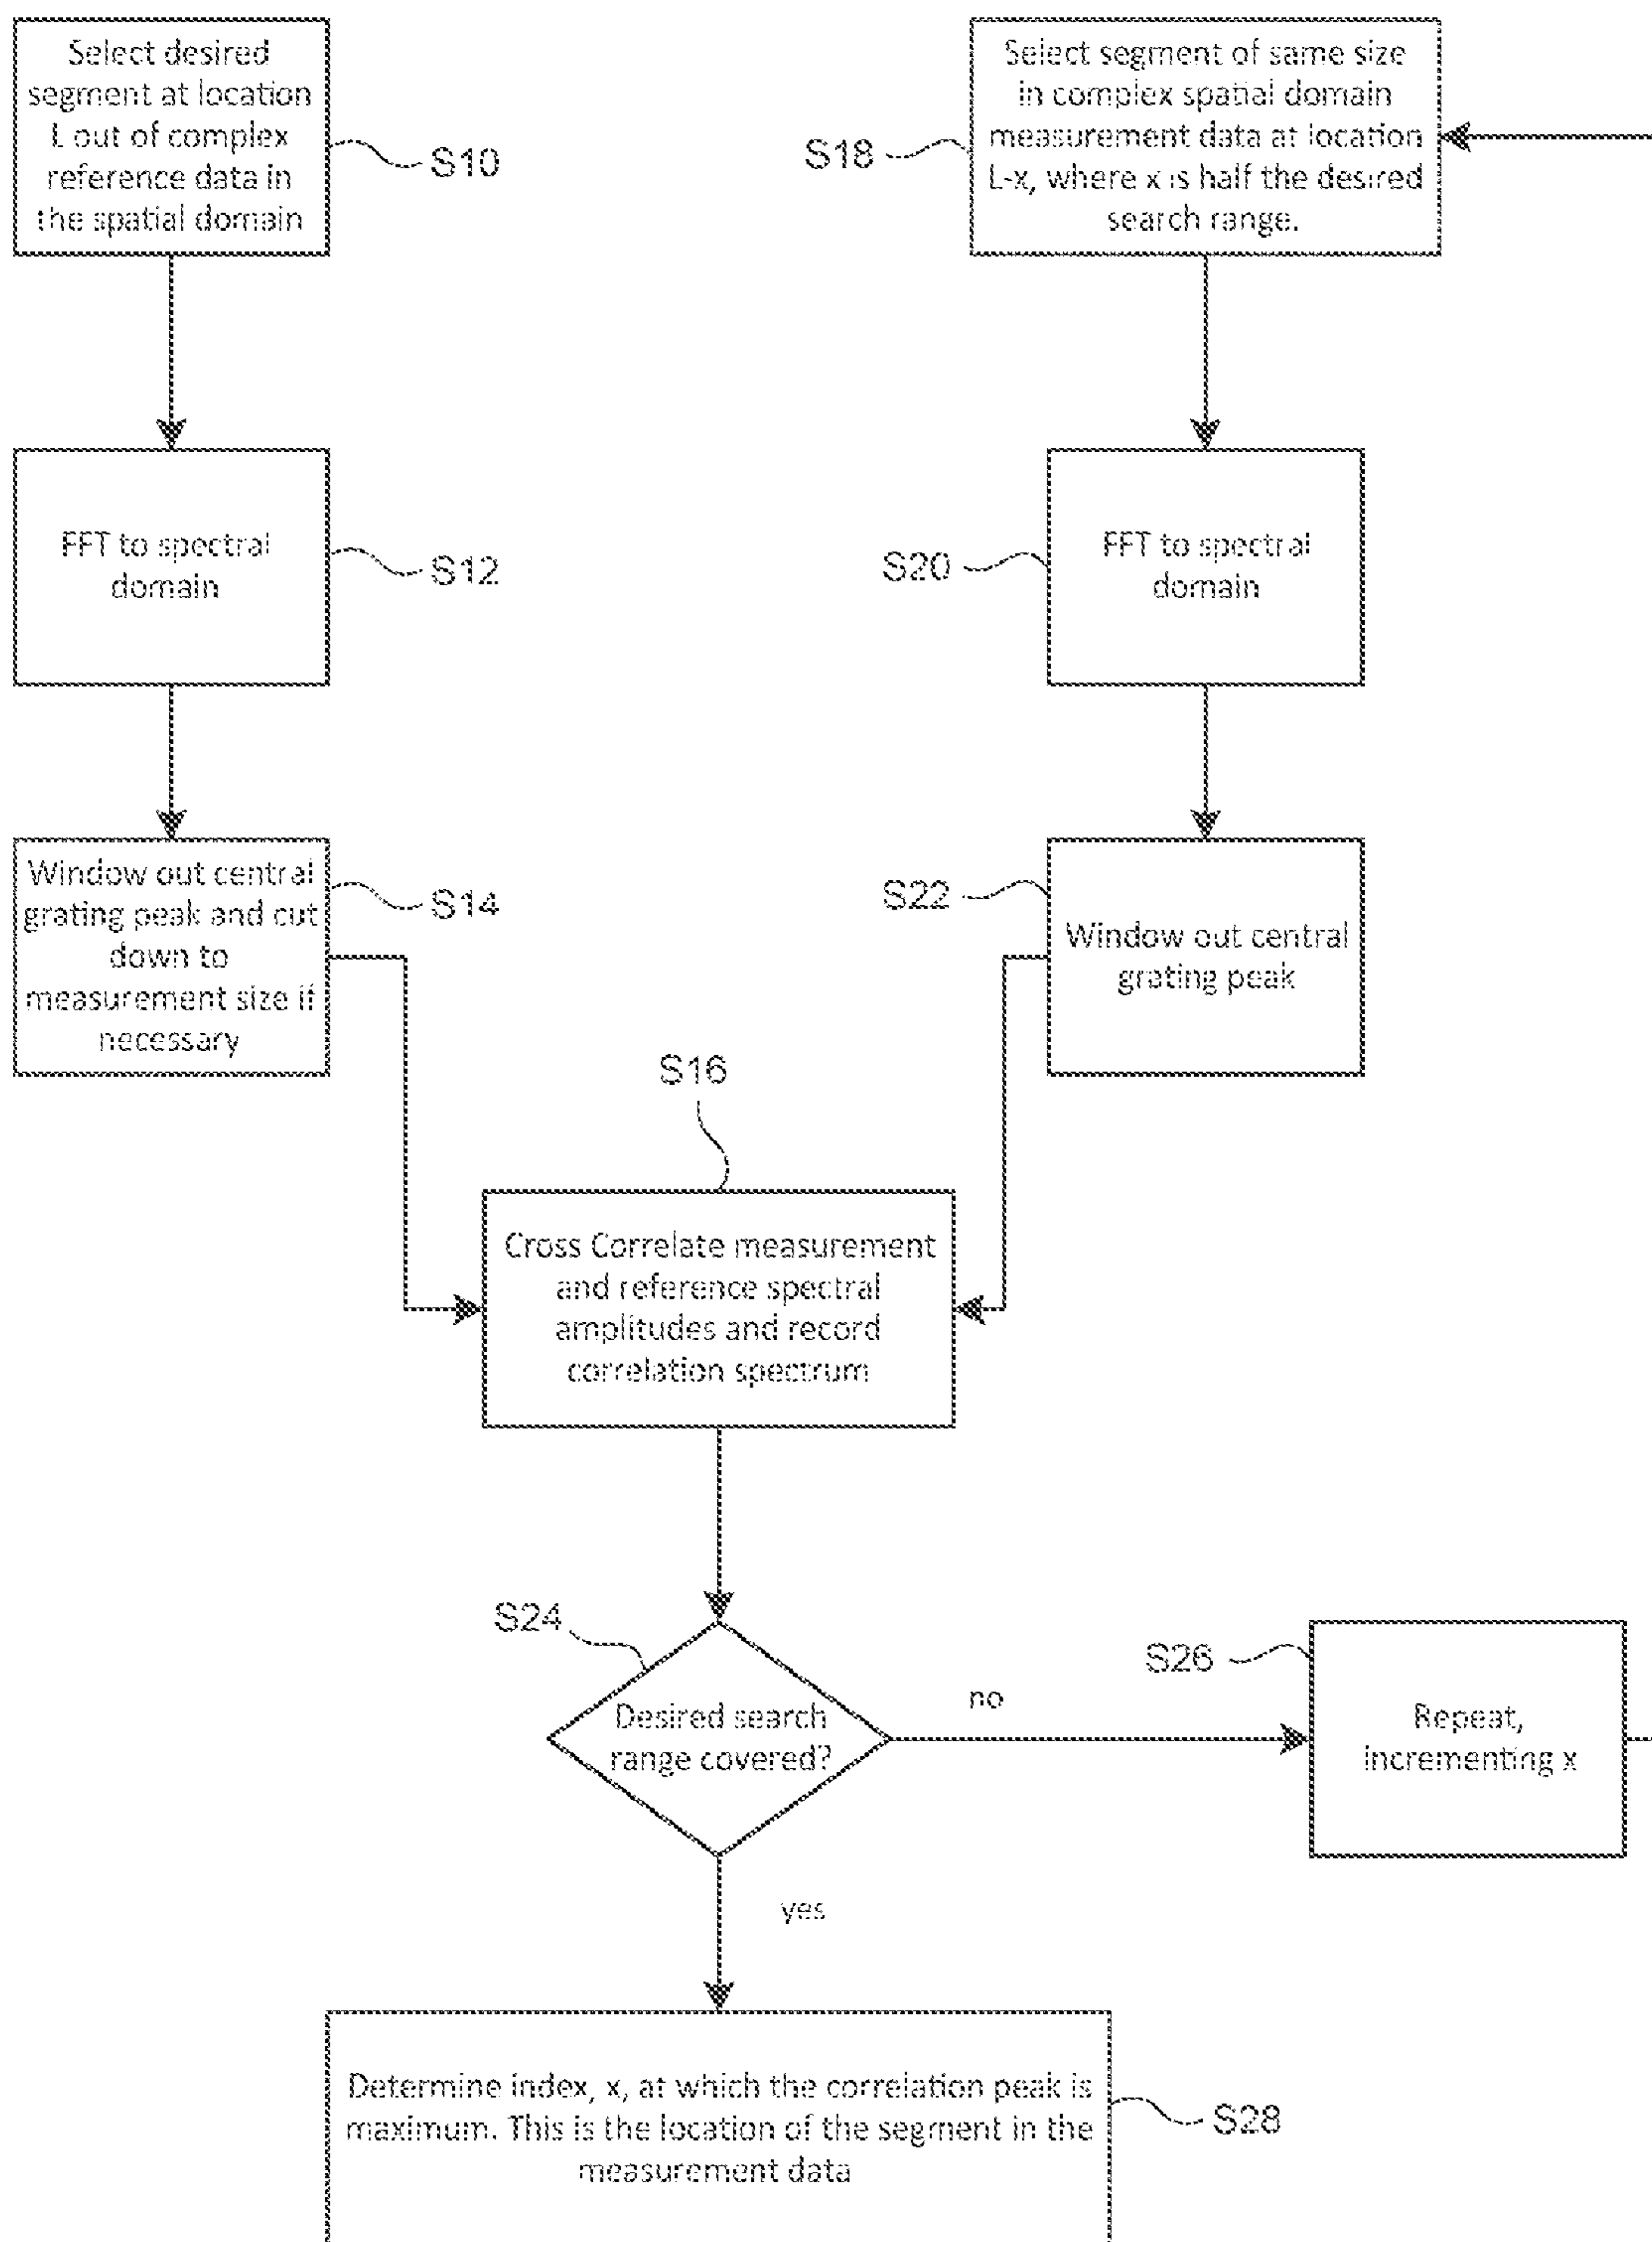 Select desired
segment at location
L out of complex
reference data in
the spatial domain
S10
Select segment of same size
in complex spatial domain
measurement data at location
L-x, where x is half the desired
search range.
S18
FFT to spectral
domain
S12
S20
FFT to spectral
domain
Window out central
grating peak and cut
down to
measurement size if
necessary
S14
S22
Window out central
grating peak
S16
Cross Correlate measurement
and reference spectral
amplitudes and record
correlation spectrum
S24
Desired search
range covered?
no
S26
Repeat,
incrementing x
yes
Determine index, x, at which the correlation peak is
maximum. This is the location of the segment in the
measurement data
S28